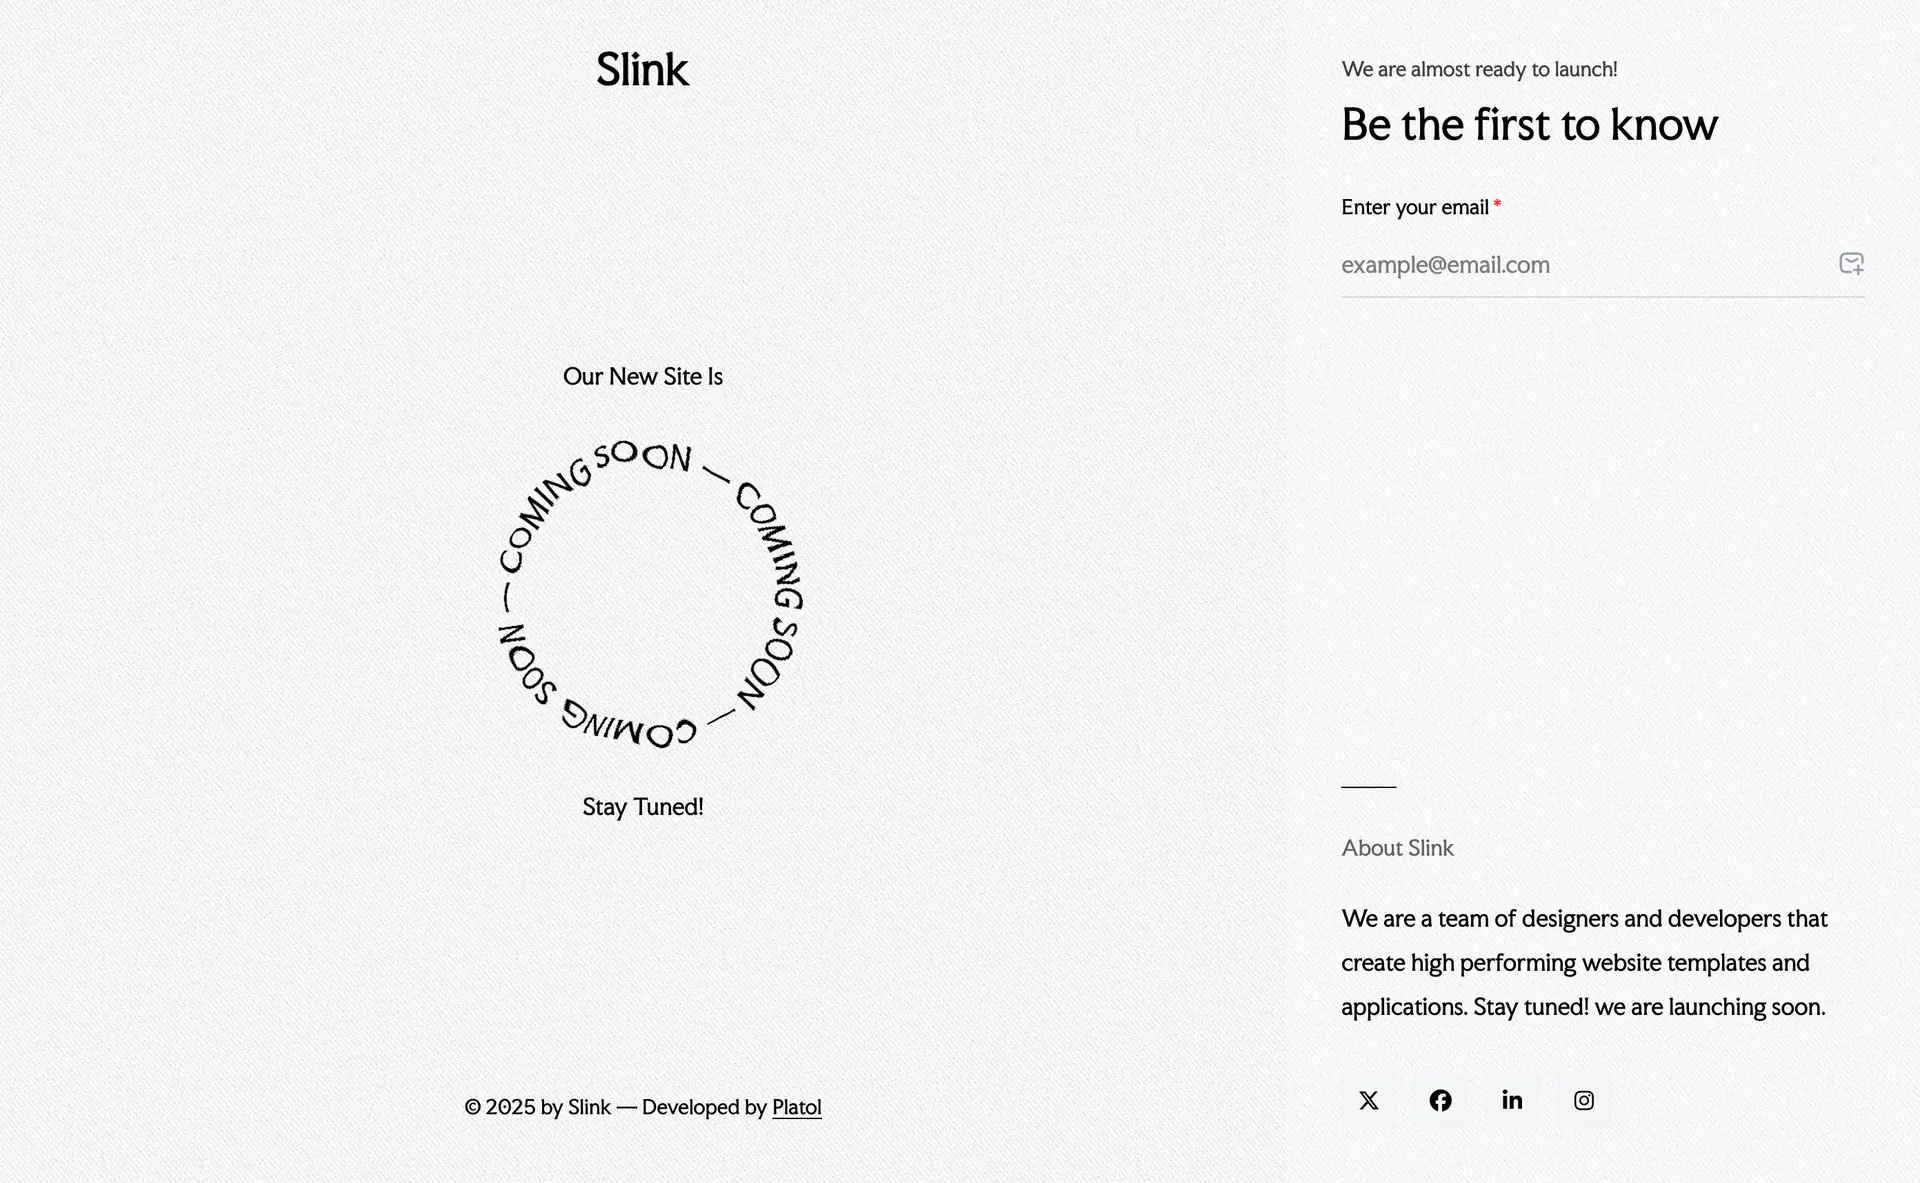 Slink
Our New Site Is
COMING SOON — COMING SOON — COMING SOON —
Stay Tuned!
© 2025 by Slink — Developed by Platol
We are almost ready to launch!
Be the first to know
Enter your email *
example@email.com
About Slink
We are a team of designers and developers that
create high performing website templates and
applications. Stay tuned! we are launching soon.